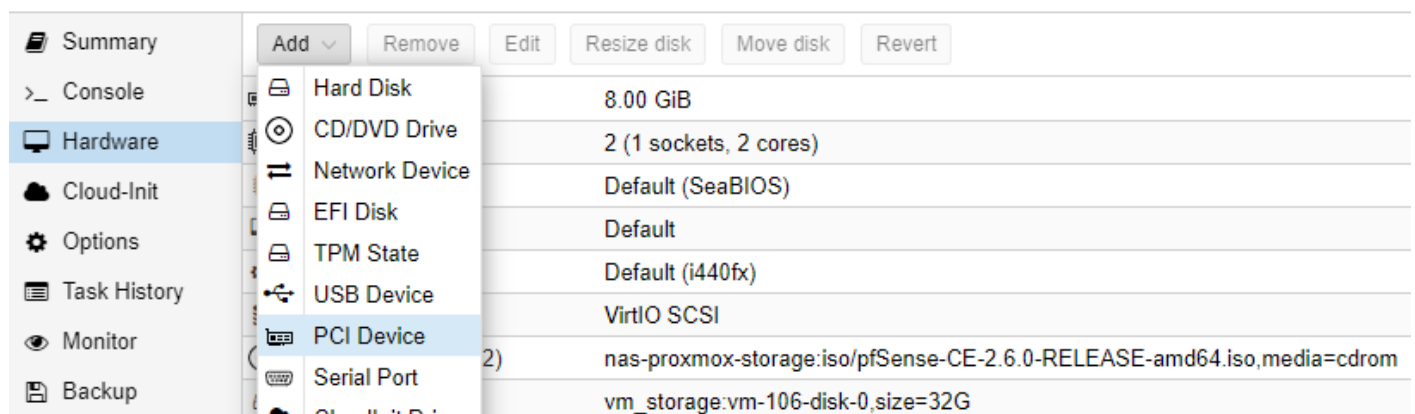 Summary
Console
Hardware
Cloud-Init
Options
Task History
Monitor
Backup
Add Remove Edit Resize disk Move disk Revert
Hard Disk
CD/DVD Drive
Network Device
EFI Disk
TPM State
USB Device
PCI Device
Serial Port
8.00 GiB
2 (1 sockets, 2 cores)
Default (SeaBIOS)
Default
Default (i440fx)
VirtIO SCSI
2) nas-proxmox-storage:iso/pfSense-CE-2.6.0-RELEASE-amd64.iso,media=cdrom
vm_storage:vm-106-disk-0,size=32G